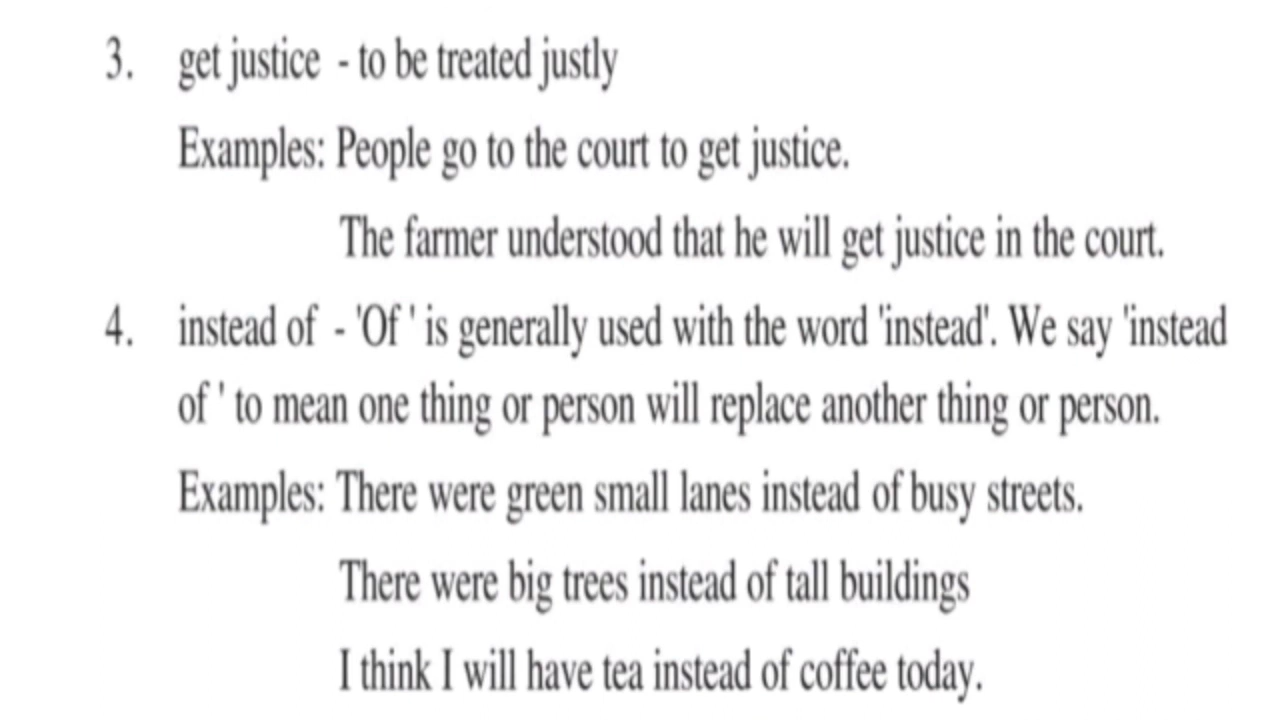 3. get justice - to be treated justly
Examples: People go to the court to get justice.
The farmer understood that he will get justice in the court.
4. instead of - 'Of ' is generally used with the word 'instead'. We say 'instead
of ' to mean one thing or person will replace another thing or person.
Examples: There were green small lanes instead of busy streets.
There were big trees instead of tall buildings
I think I will have tea instead of coffee today.